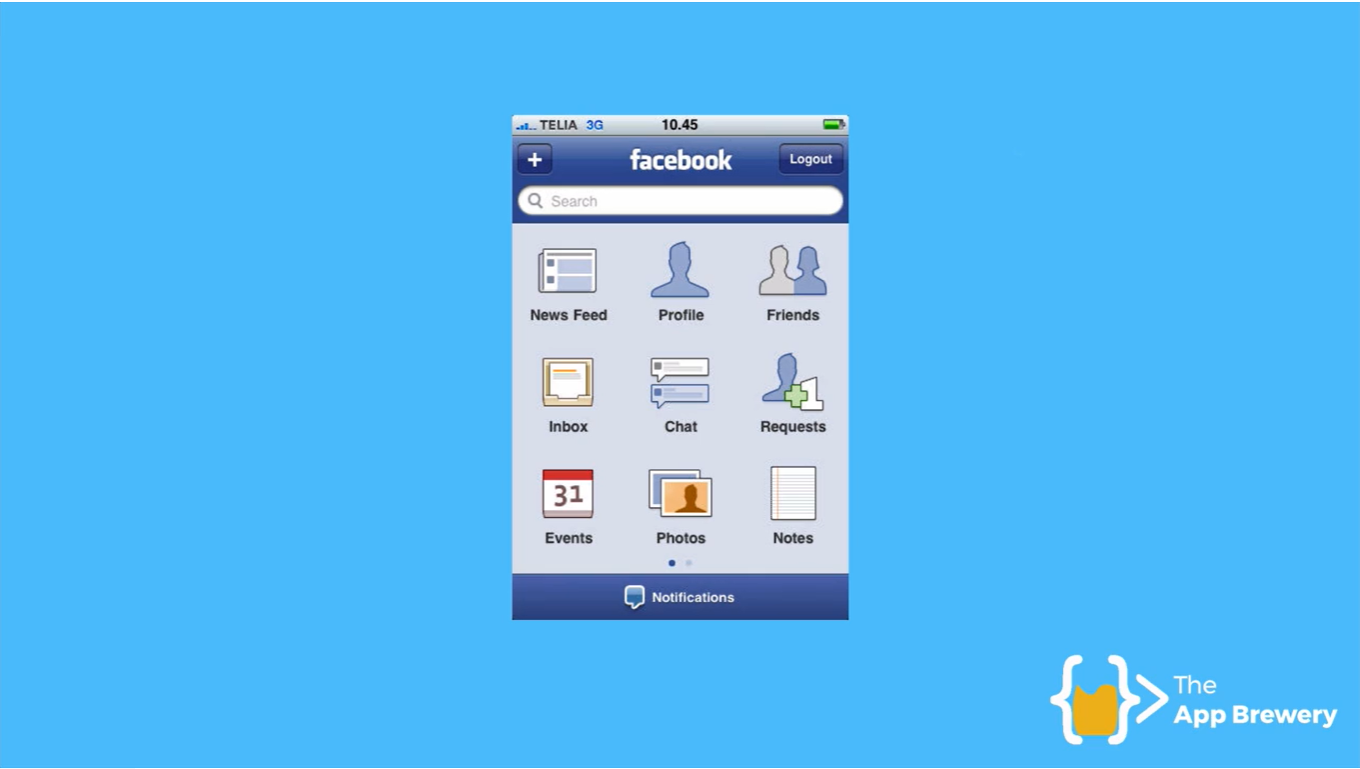 TELIA 3G 10.45
+ facebook Logout
Search
News Feed Profile Friends
Inbox Chat Requests
31
Events Photos Notes
Notifications
The
App Brewery